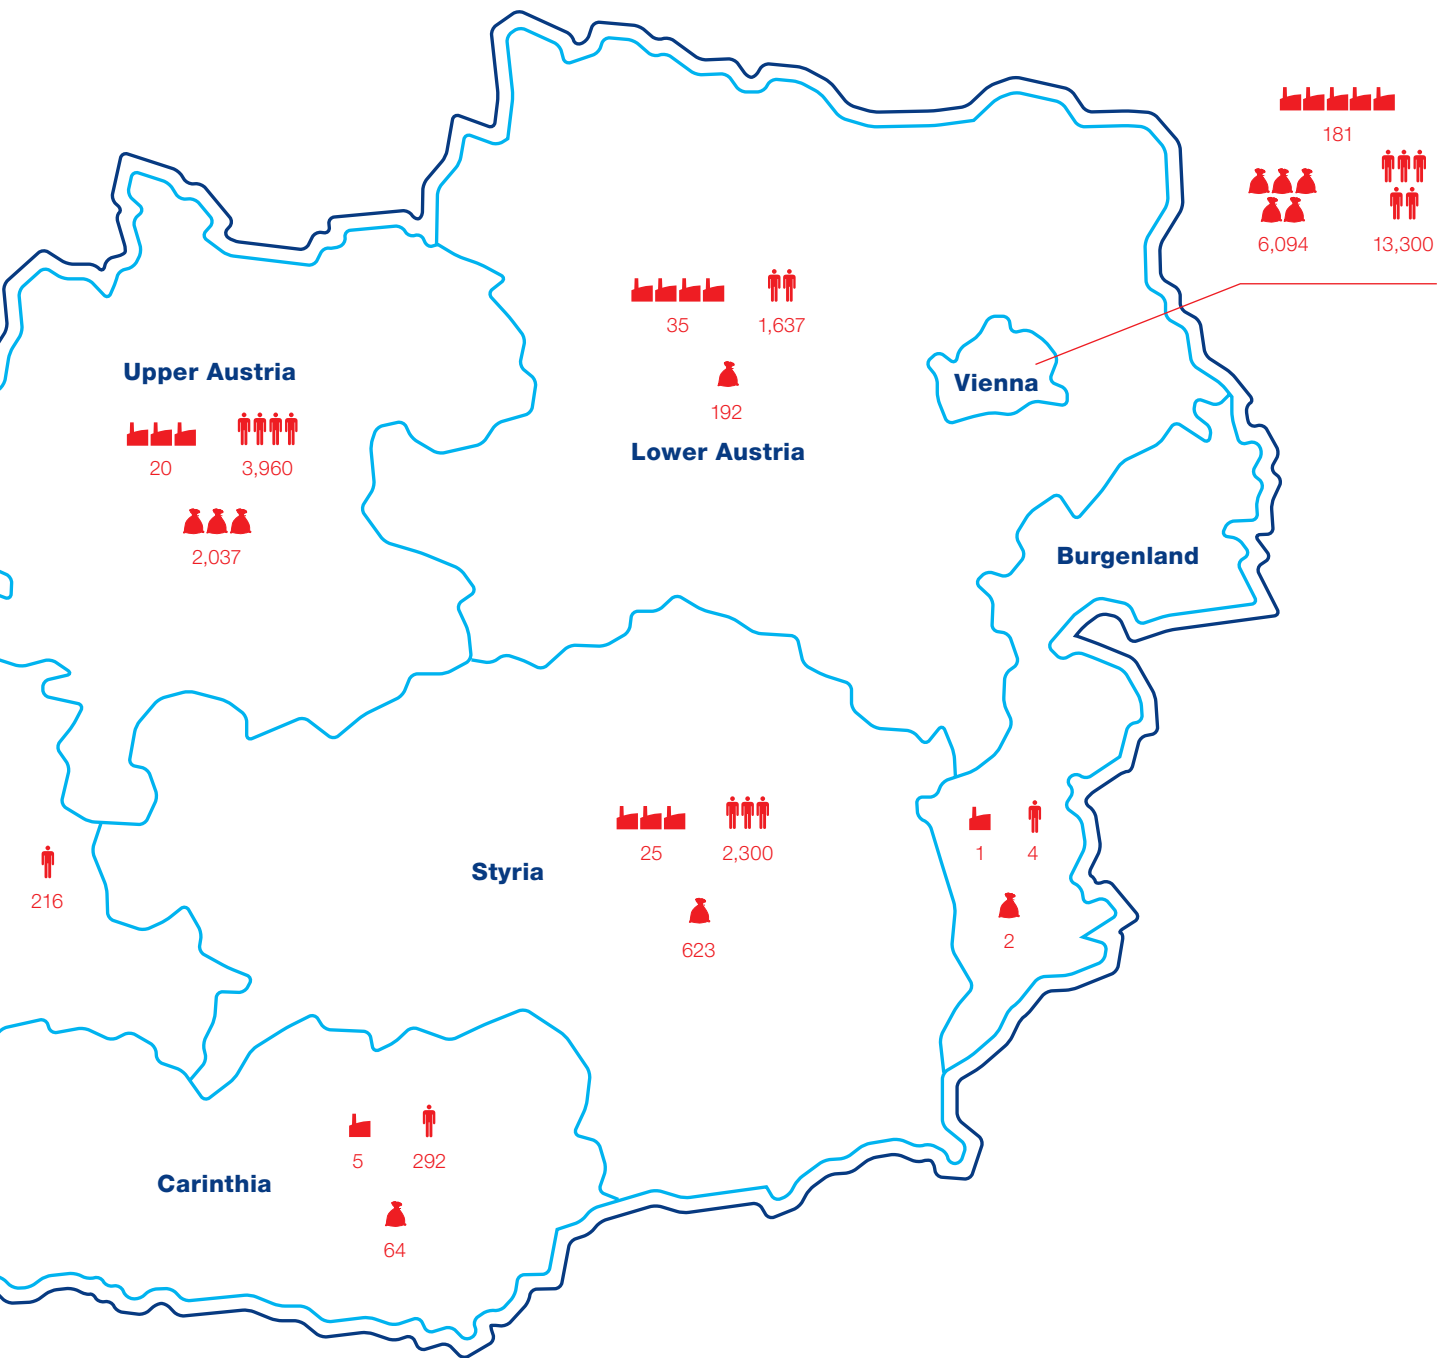 181
6,094 13,300
35 1,637
Upper Austria
Vienna
192
Lower Austria
20 3,960
2,037
Burgenland
25 2,300
Styria
1 4
216
623
2
5 292
Carinthia
64